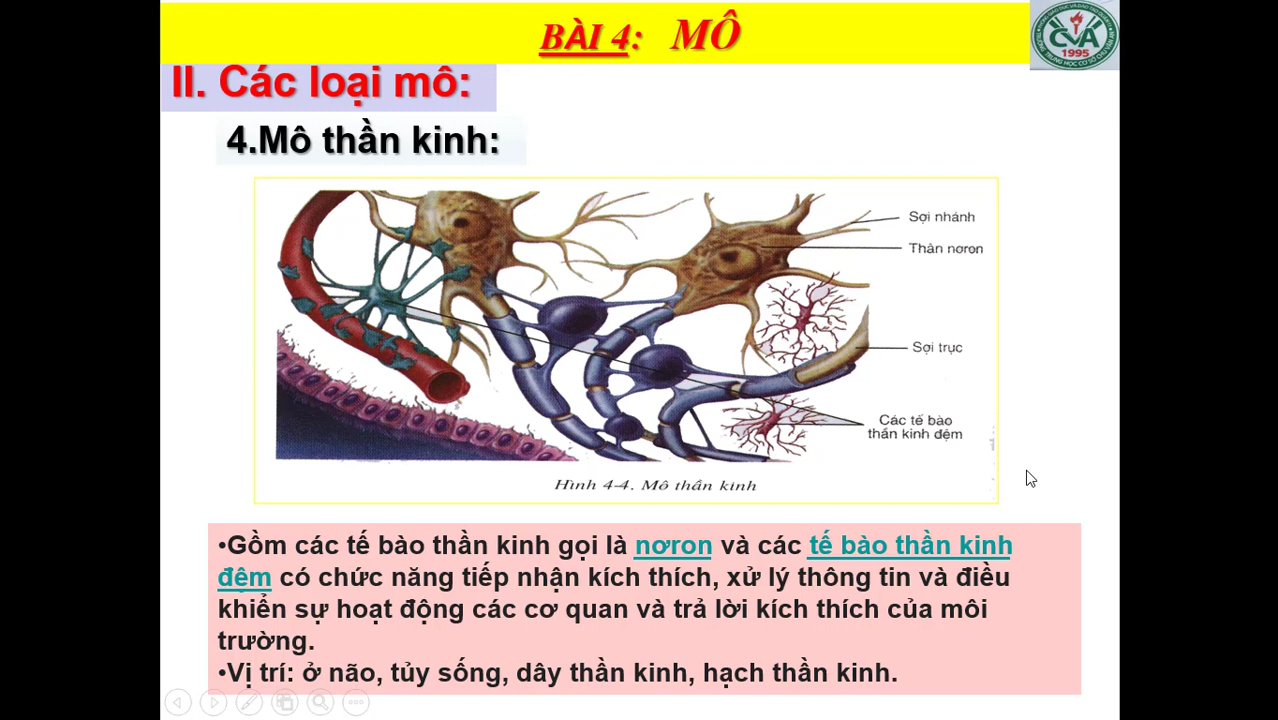 BÀI 4: MÔ
CVA
1995
II. Các loại mô:
4.Mô thần kinh:
Sợi nhánh
Thân nơron
Sợi trục
Các tế bào
thần kinh đệm
Hình 4-4. Mô thần kinh
•Gồm các tế bào thần kinh gọi là nơron và các tế bào thần kinh
đệm có chức năng tiếp nhận kích thích, xử lý thông tin và điều
khiển sự hoạt động các cơ quan và trả lời kích thích của môi
trường.
•Vị trí: ở não, tủy sống, dây thần kinh, hạch thần kinh.